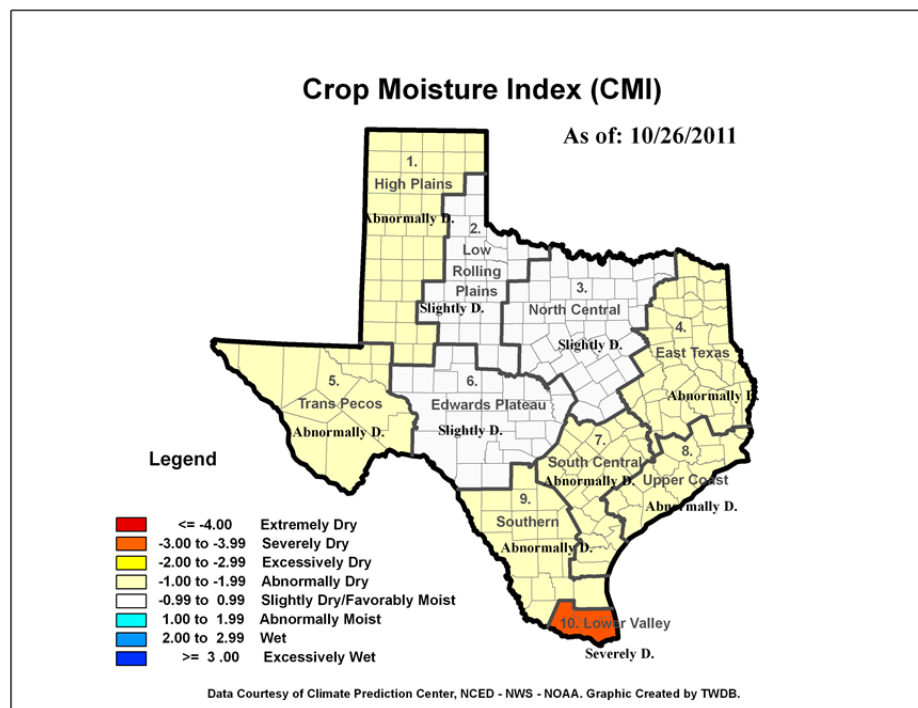 Crop Moisture Index (CMI)
As of: 10/26/2011
1.
High Plains
Abnormally D.
2.
Low
Rolling
Plains
Slightly D.
3.
North Central
Slightly D.
4.
East Texas
Abnormally D.
5.
Trans Pecos
Abnormally D.
6.
Edwards Plateau
Slightly D.
7.
South Central
Abnormally D.
8.
Upper Coast
Abnormally D.
9.
Southern
Abnormally D.
10. Lower Valley
Severely D.
Legend
<= -4.00 Extremely Dry
-3.00 to -3.99 Severely Dry
-2.00 to -2.99 Excessively Dry
-1.00 to -1.99 Abnormally Dry
-0.99 to 0.99 Slightly Dry/Favorably Moist
1.00 to 1.99 Abnormally Moist
2.00 to 2.99 Wet
>= 3 .00 Excessively Wet
Data Courtesy of Climate Prediction Center, NCED - NWS - NOAA. Graphic Created by TWDB.